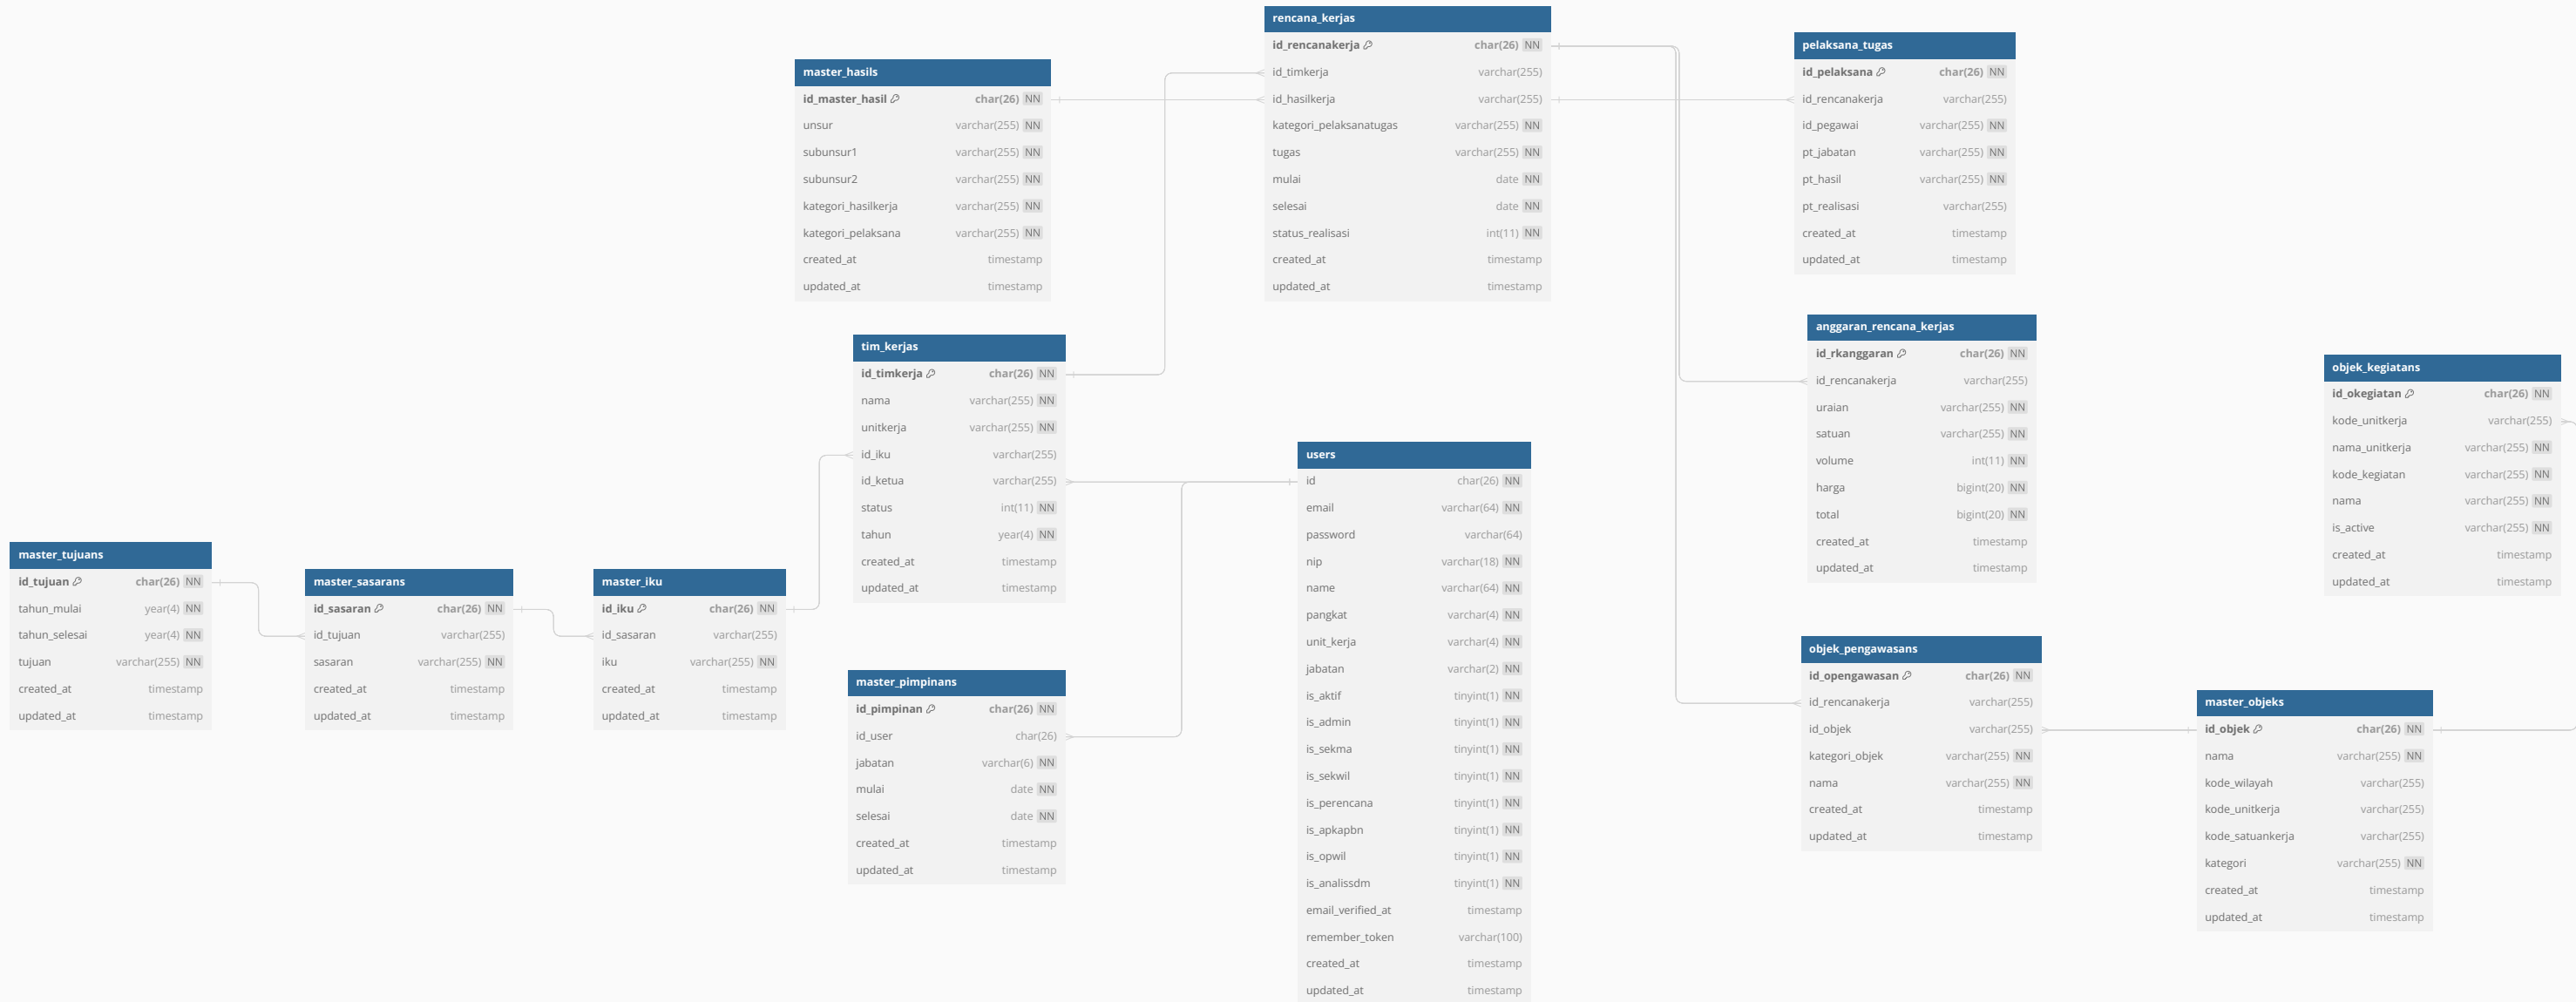 rencana_kerjas
id_rencanakerja char(26) NN
id_timkerja varchar(255)
id_hasilkerja varchar(255)
kategori_pelaksanatugas varchar(255) NN
tugas varchar(255) NN
mulai date NN
selesai date NN
status_realisasi int(11) NN
created_at timestamp
updated_at timestamp
pelaksana_tugas
id_pelaksana char(26) NN
id_rencanakerja varchar(255)
id_pegawai varchar(255) NN
pt_jabatan varchar(255) NN
pt_hasil varchar(255) NN
pt_realisasi varchar(255)
created_at timestamp
updated_at timestamp
master_hasils
id_master_hasil char(26) NN
unsur varchar(255) NN
subunsur1 varchar(255) NN
subunsur2 varchar(255) NN
kategori_hasilkerja varchar(255) NN
kategori_pelaksana varchar(255) NN
created_at timestamp
updated_at timestamp
anggaran_rencana_kerjas
id_rkanggaran char(26) NN
id_rencanakerja varchar(255)
uraian varchar(255) NN
satuan varchar(255) NN
volume int(11) NN
harga bigint(20) NN
total bigint(20) NN
created_at timestamp
updated_at timestamp
tim_kerjas
id_timkerja char(26) NN
nama varchar(255) NN
unitkerja varchar(255) NN
id_iku varchar(255)
id_ketua varchar(255)
status int(11) NN
tahun year(4) NN
created_at timestamp
updated_at timestamp
objek_kegiatans
id_okegiatan char(26) NN
kode_unitkerja varchar(255)
nama_unitkerja varchar(255) NN
kode_kegiatan varchar(255) NN
nama varchar(255) NN
is_active varchar(255) NN
created_at timestamp
updated_at timestamp
users
id char(26) NN
email varchar(64) NN
password varchar(64)
nip varchar(18) NN
name varchar(64) NN
pangkat varchar(4) NN
unit_kerja varchar(4) NN
jabatan varchar(2) NN
is_aktif tinyint(1) NN
is_admin tinyint(1) NN
is_sekma tinyint(1) NN
is_sekwil tinyint(1) NN
is_perencana tinyint(1) NN
is_apkapbn tinyint(1) NN
is_opwil tinyint(1) NN
is_analissdm tinyint(1) NN
email_verified_at timestamp
remember_token varchar(100)
created_at timestamp
updated_at timestamp
master_tujuans
id_tujuan char(26) NN
tahun_mulai year(4) NN
tahun_selesai year(4) NN
tujuan varchar(255) NN
created_at timestamp
updated_at timestamp
master_sasarans
id_sasaran char(26) NN
id_tujuan varchar(255)
sasaran varchar(255) NN
created_at timestamp
updated_at timestamp
master_iku
id_iku char(26) NN
id_sasaran varchar(255)
iku varchar(255) NN
created_at timestamp
updated_at timestamp
master_pimpinans
id_pimpinan char(26) NN
id_user char(26)
jabatan varchar(6) NN
mulai date NN
selesai date NN
created_at timestamp
updated_at timestamp
objek_pengawasans
id_opengawasan char(26) NN
id_rencanakerja varchar(255)
id_objek varchar(255)
kategori_objek varchar(255) NN
nama varchar(255) NN
created_at timestamp
updated_at timestamp
master_objeks
id_objek char(26) NN
nama varchar(255) NN
kode_wilayah varchar(255)
kode_unitkerja varchar(255)
kode_satuankerja varchar(255)
kategori varchar(255) NN
created_at timestamp
updated_at timestamp